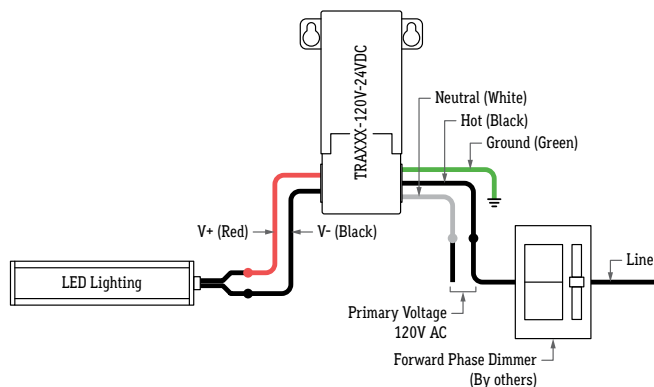 TRAXXX-120V-24VDC
Neutral (White)
Hot (Black)
Ground (Green)
V+ (Red)
V- (Black)
LED Lighting
Line
Primary Voltage
120V AC
Forward Phase Dimmer
(By others)